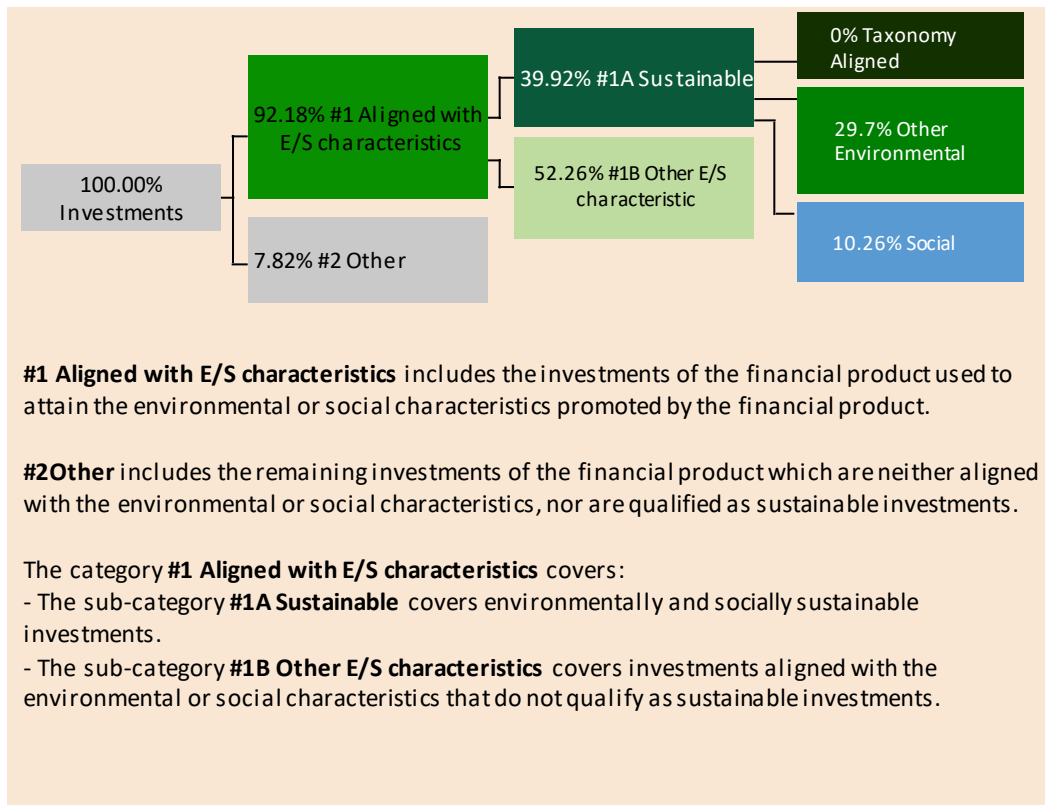 100.00%
Investments
92.18% #1 Aligned with
E/S characteristics
7.82% #2 Other
39.92% #1A Sustainable
52.26% #1B Other E/S
characteristic
0% Taxonomy
Aligned
29.7% Other
Environmental
10.26% Social
#1 Aligned with E/S characteristics includes the investments of the financial product used to
attain the environmental or social characteristics promoted by the financial product.
#2Other includes the remaining investments of the financial product which are neither aligned
with the environmental or social characteristics, nor are qualified as sustainable investments.
The category #1 Aligned with E/S characteristics covers:
- The sub-category #1A Sustainable covers environmentally and socially sustainable
investments.
- The sub-category #1B Other E/S characteristics covers investments aligned with the
environmental or social characteristics that do not qualify as sustainable investments.